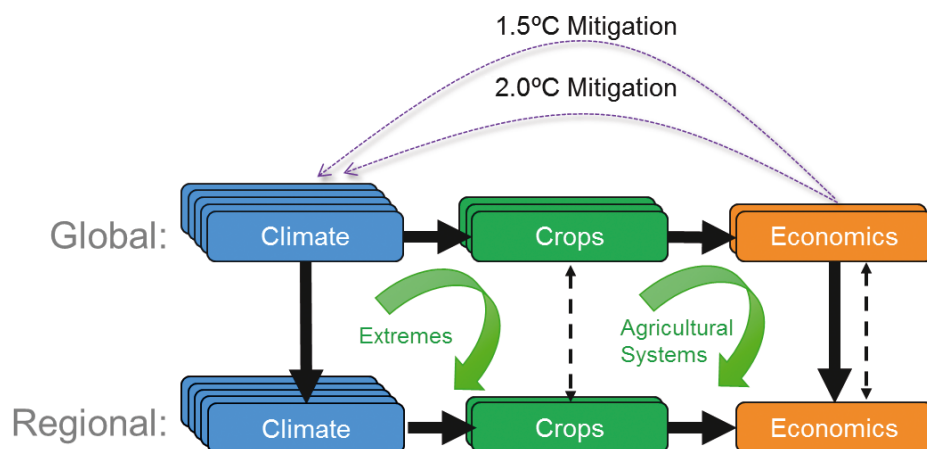 1.5ºC Mitigation
2.0ºC Mitigation
Global:
Climate
Crops
Economics
Extremes
Agricultural
Systems
Regional:
Climate
Crops
Economics